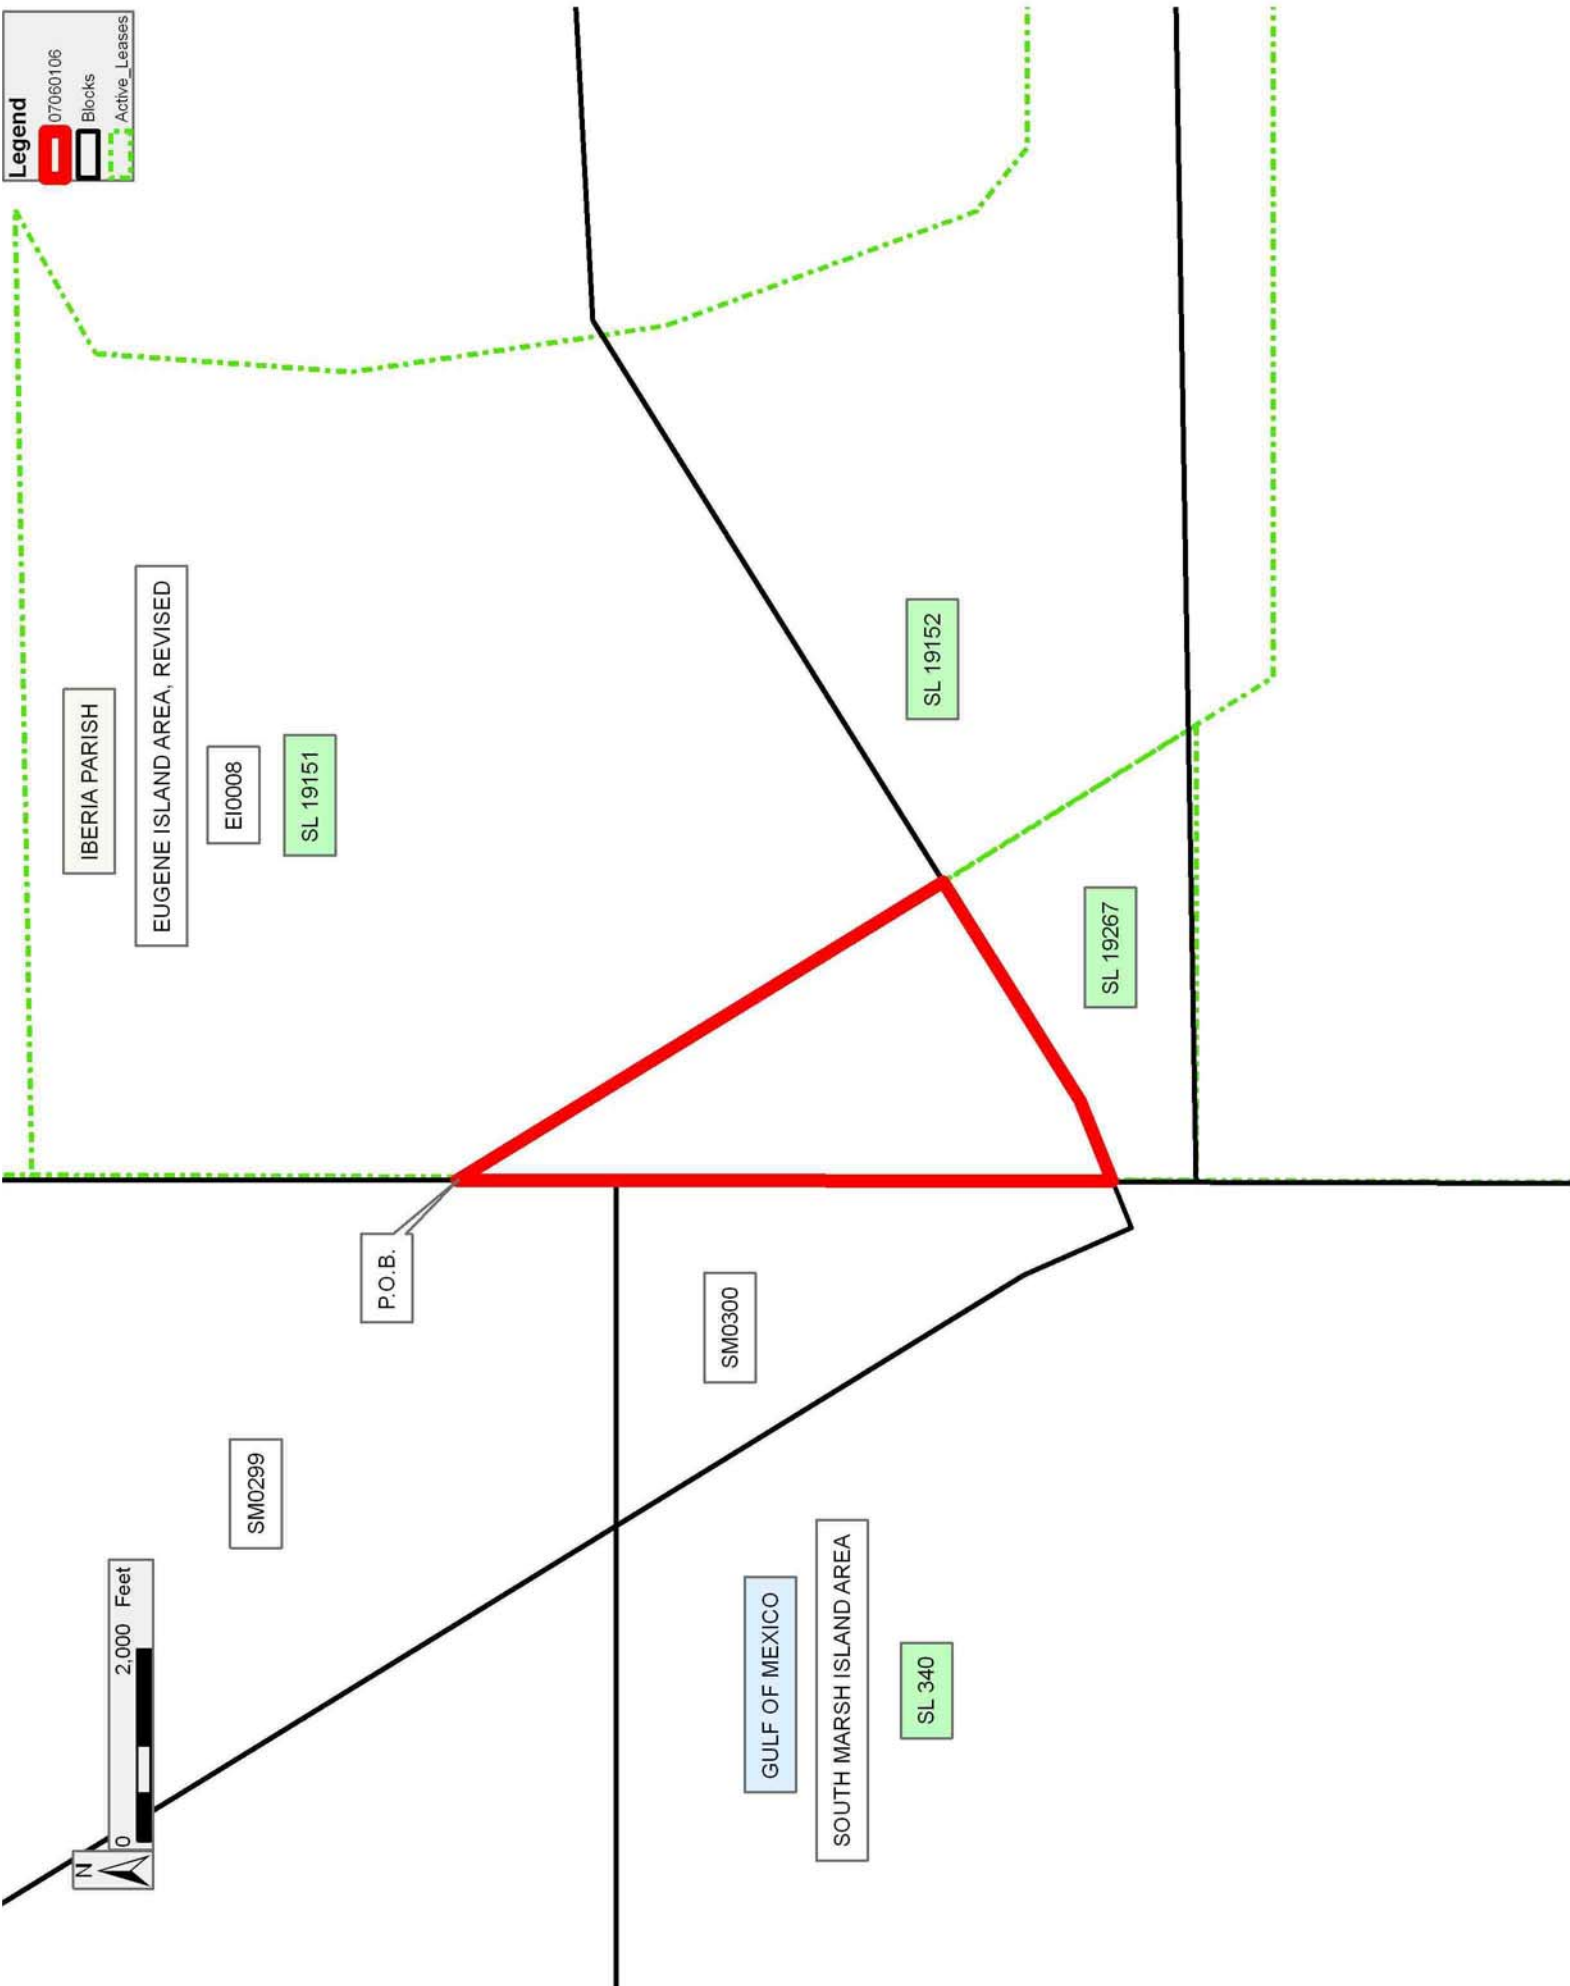 Legend
07060106
Blocks
Active_Leases
IBERIA PARISH
EUGENE ISLAND AREA, REVISED
EI0008
SL 19151
SL 19152
SL 19267
P.O.B.
SM0299
SM0300
GULF OF MEXICO
SOUTH MARSH ISLAND AREA
SL 340
N
0 2,000 Feet